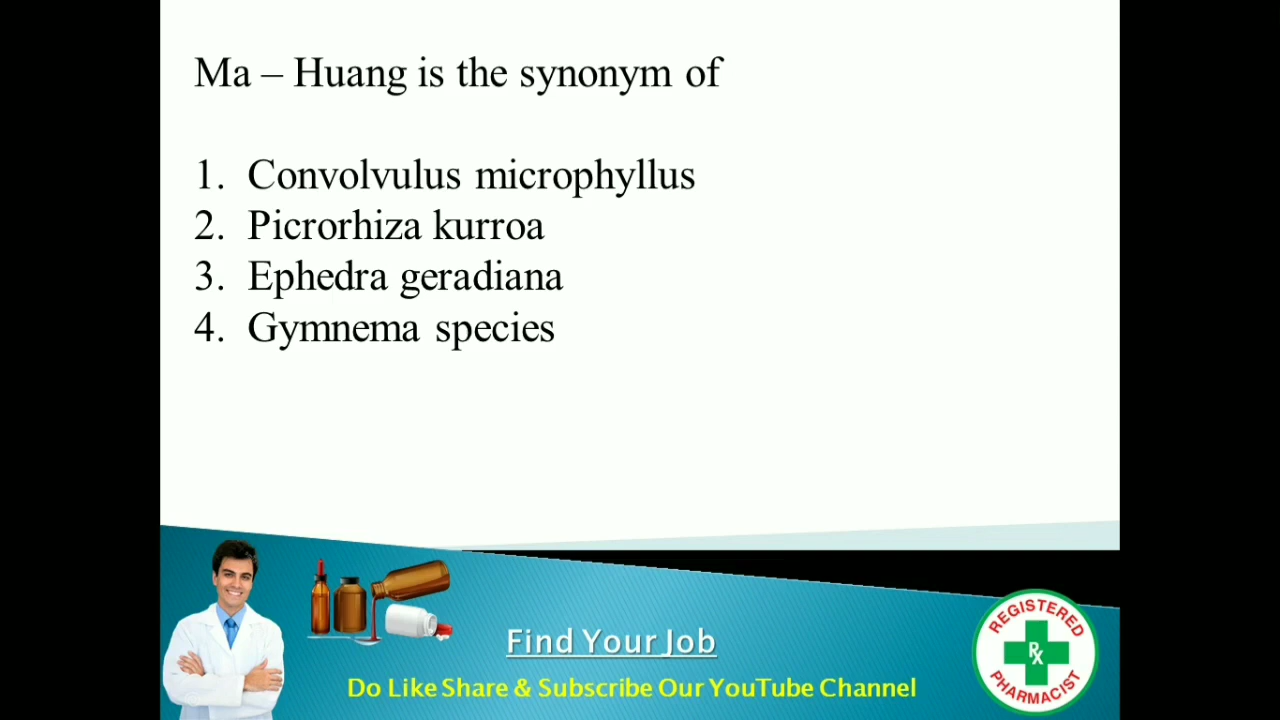 Ma – Huang is the synonym of
1. Convolvulus microphyllus
2. Picrorhiza kurroa
3. Ephedra geradiana
4. Gymnema species
Find Your Job
Do Like Share & Subscribe Our YouTube Channel
REGISTERED
Rx
PHARMACIST